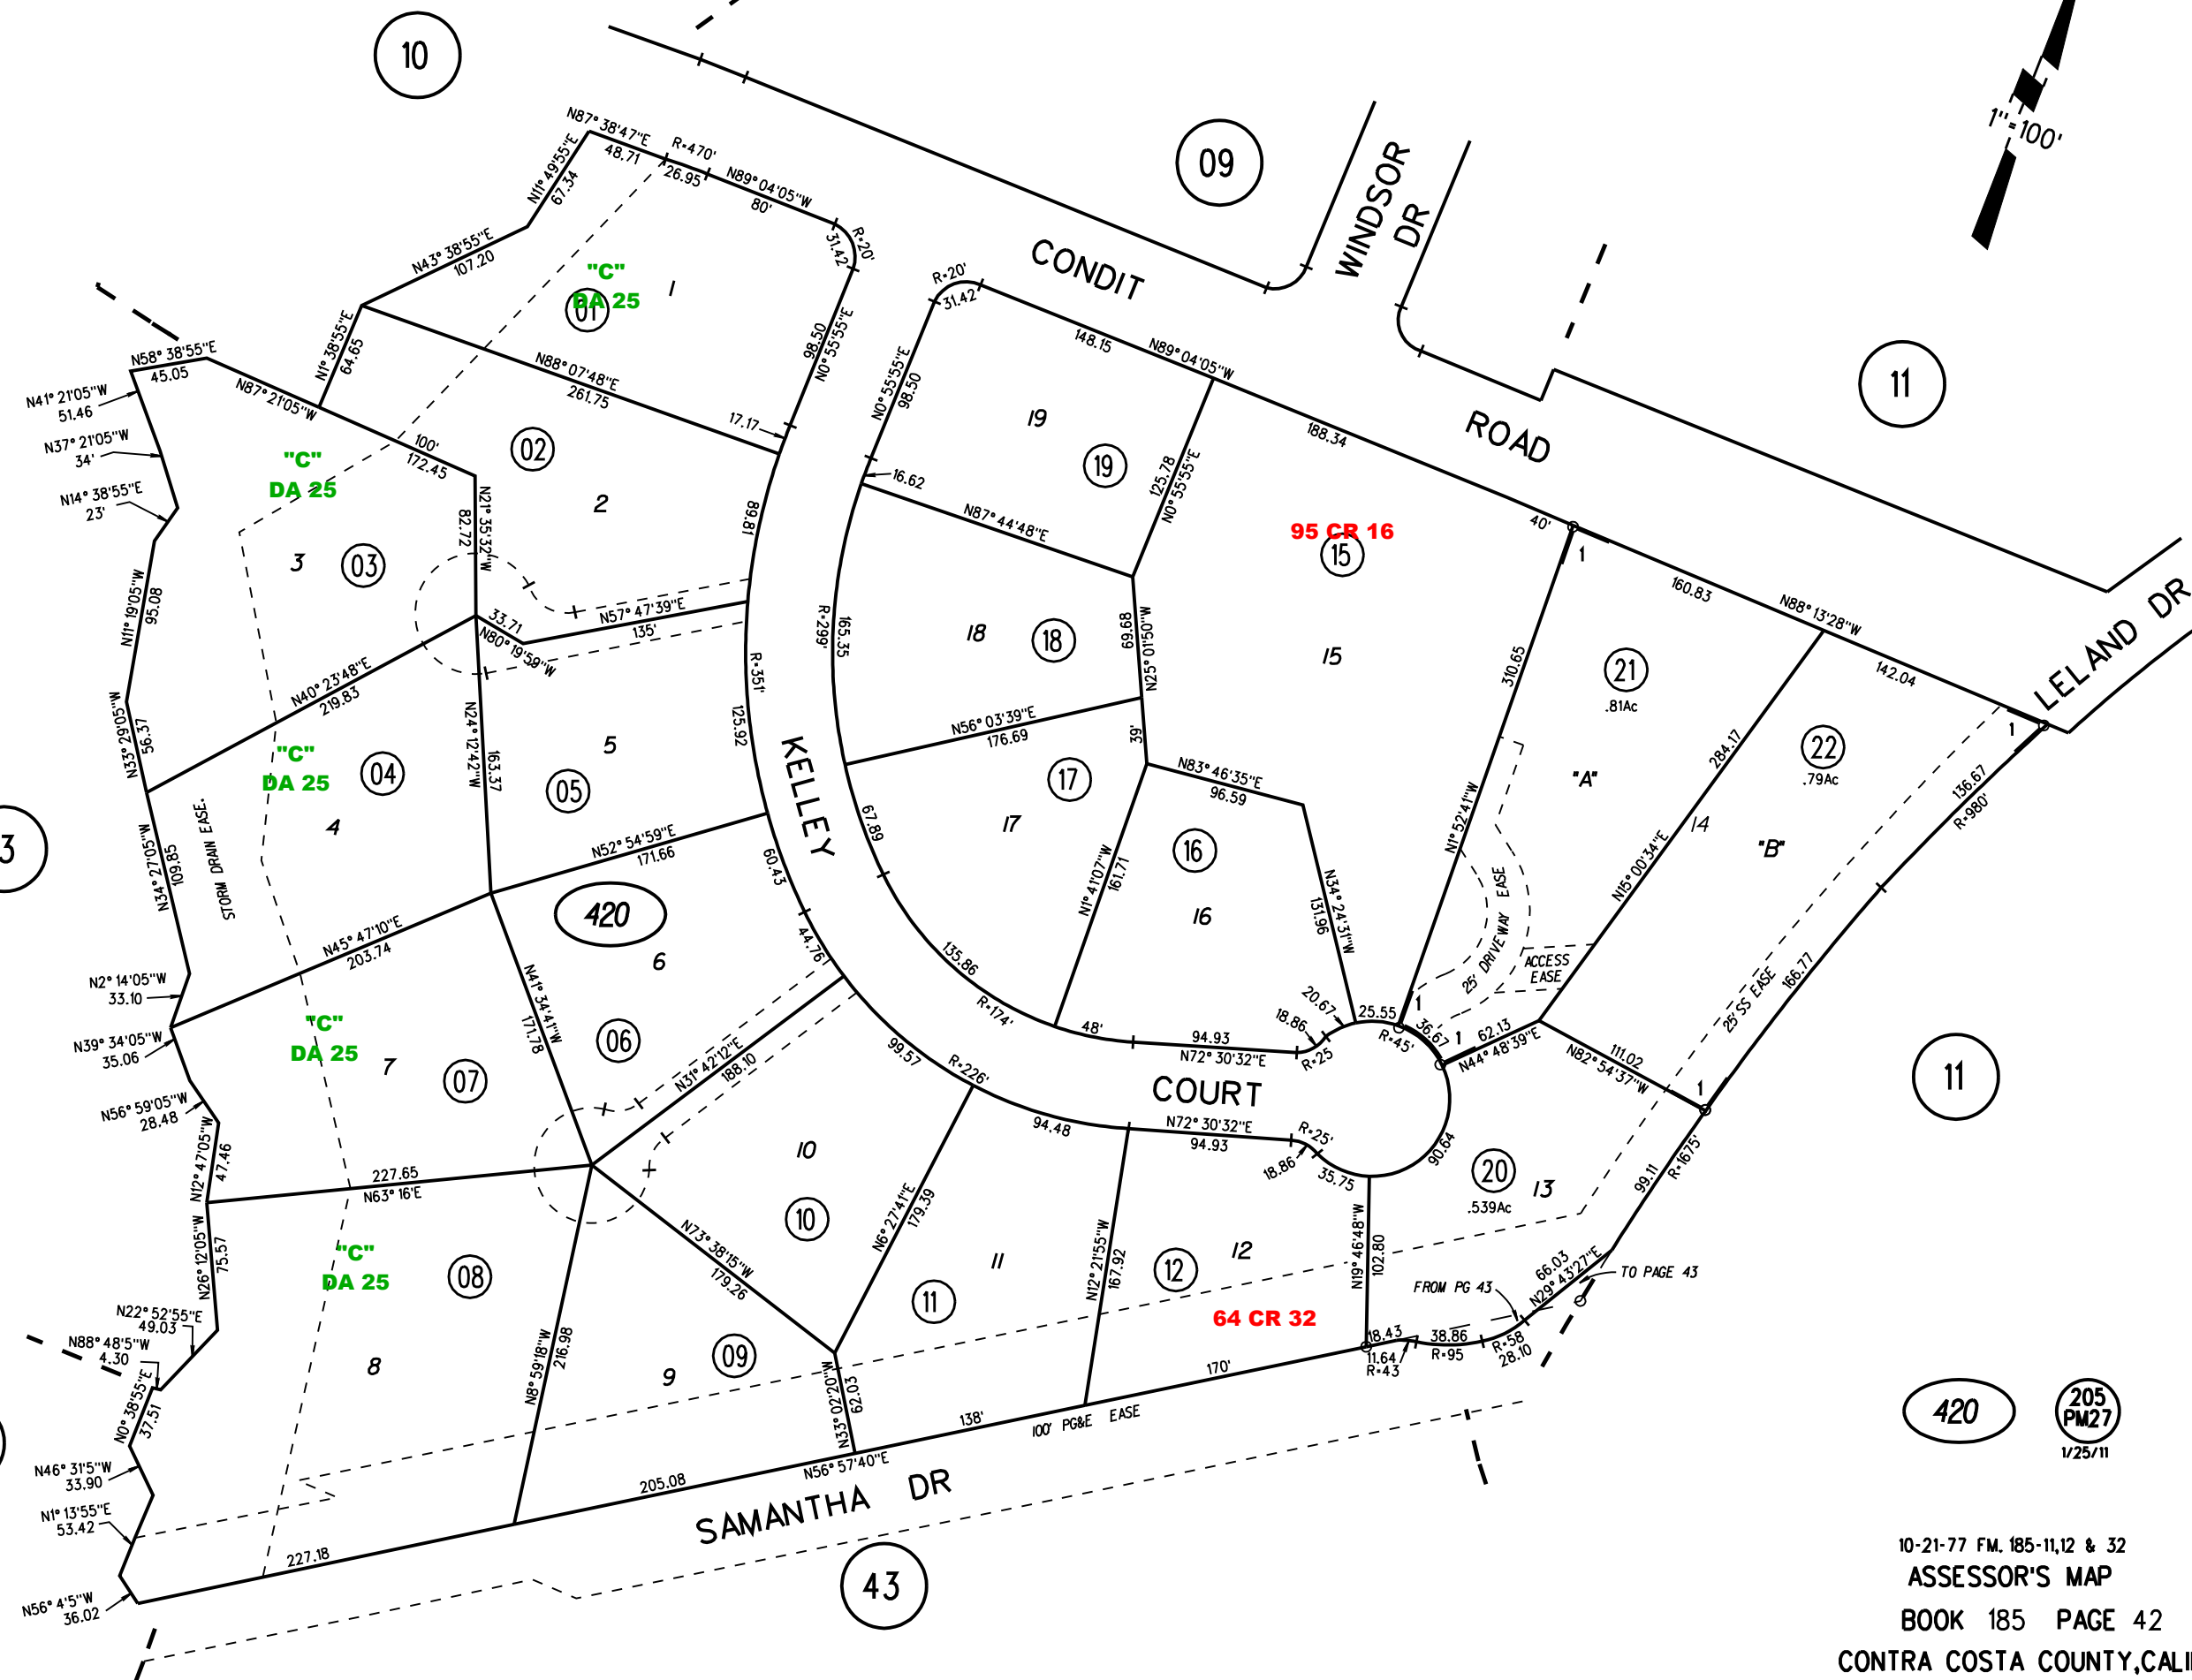 10
09
11
1"=100'
WINDSOR
DR
CONDIT
ROAD
LELAND DR
N87° 38'47"E
48.71
R=470'
26.95
N89° 04'05"W
80'
R=20'
31.42
N11° 49'55"E
67.34
N43° 38'55"E
107.20
"C"
DA 25
01
1
98.50
N0° 55'55"E
N1° 38'55"E
64.65
N88° 07'48"E
261.75
17.17
N58° 38'55"E
45.05
N87° 21'05"W
100'
172.45
N41° 21'05"W
51.46
N37° 21'05"W
34'
N14° 38'55"E
23'
"C"
DA 25
3
03
02
2
N21° 35'32"W
82.72
89.81
N11° 19'05"W
95.08
33.71
N80° 19'59"W
N57° 47'39"E
135'
R=351'
125.92
N40° 23'48"E
219.83
N33° 29'05"W
56.37
"C"
DA 25
04
4
STORM DRAIN EASE.
N34° 27'05"W
109.85
N24° 12'42"W
163.37
5
05
N52° 54'59"E
171.66
60.43
KELLEY
420
6
06
44.76
N45° 47'10"E
203.74
N41° 34'41"W
171.78
N2° 14'05"W
33.10
N39° 34'05"W
35.06
"C"
DA 25
7
07
N56° 59'05"W
28.48
N12° 47'05"W
47.46
227.65
N63° 16'E
N31° 42'12"E
188.10
99.57
R=226'
94.48
N26° 12'05"W
75.57
"C"
DA 25
08
8
N22° 52'55"E
49.03
N88° 48'5"W
4.30
N0° 38'55"E
37.51
N46° 31'5"W
33.90
N1° 13'55"E
53.42
N56° 4'5"W
36.02
227.18
N8° 59'18"W
216.98
N73° 38'15"W
179.26
09
9
10
10
N6° 27'41"E
179.39
11
11
N33° 02'20"W
62.03
205.08
N56° 57'40"E
138'
100' PG&E EASE
170'
SAMANTHA DR
43
N12° 21'55"W
167.92
12
12
64 CR 32
N19° 46'48"W
102.80
R=20'
31.42
148.15
N89° 04'05"W
188.34
40'
N0° 55'55"E
98.50
19
19
16.62
N87° 44'48"E
125.78
N0° 55'55"E
R=299'
165.35
18
18
69.68
N25° 01'50"W
39'
N56° 03'39"E
176.69
67.89
17
17
N83° 46'35"E
96.59
16
16
N1° 41'07"W
161.71
N34° 24'31"W
131.96
135.86
R=174'
48'
94.93
N72° 30'32"E
18.86
R=25
20.67
25.55
R=45'
36.67
COURT
N72° 30'32"E
94.93
R=25'
18.86
35.75
90.64
95 CR 16
15
15
310.65
N1° 52'41"W
1
160.83
N88° 13'28"W
142.04
1
21
.81Ac
"A"
284.17
N15° 00'34"E
14
22
.79Ac
"B"
136.67
R=980'
25' DRIVEWAY EASE
ACCESS
EASE
1
1
62.13
N44° 48'39"E
111.02
N82° 54'37"W
1
25' SS EASE
166.77
99.11
R=1675'
20
.539Ac
13
FROM PG 43
66.03
N29° 43'27"E
TO PAGE 43
18.43
11.64
R=43
38.86
R=95
R=58
28.10
11
3
420
205
PM27
1/25/11
10-21-77 FM. 185-11,12 & 32
ASSESSOR'S MAP
BOOK 185 PAGE 42
CONTRA COSTA COUNTY,CALI